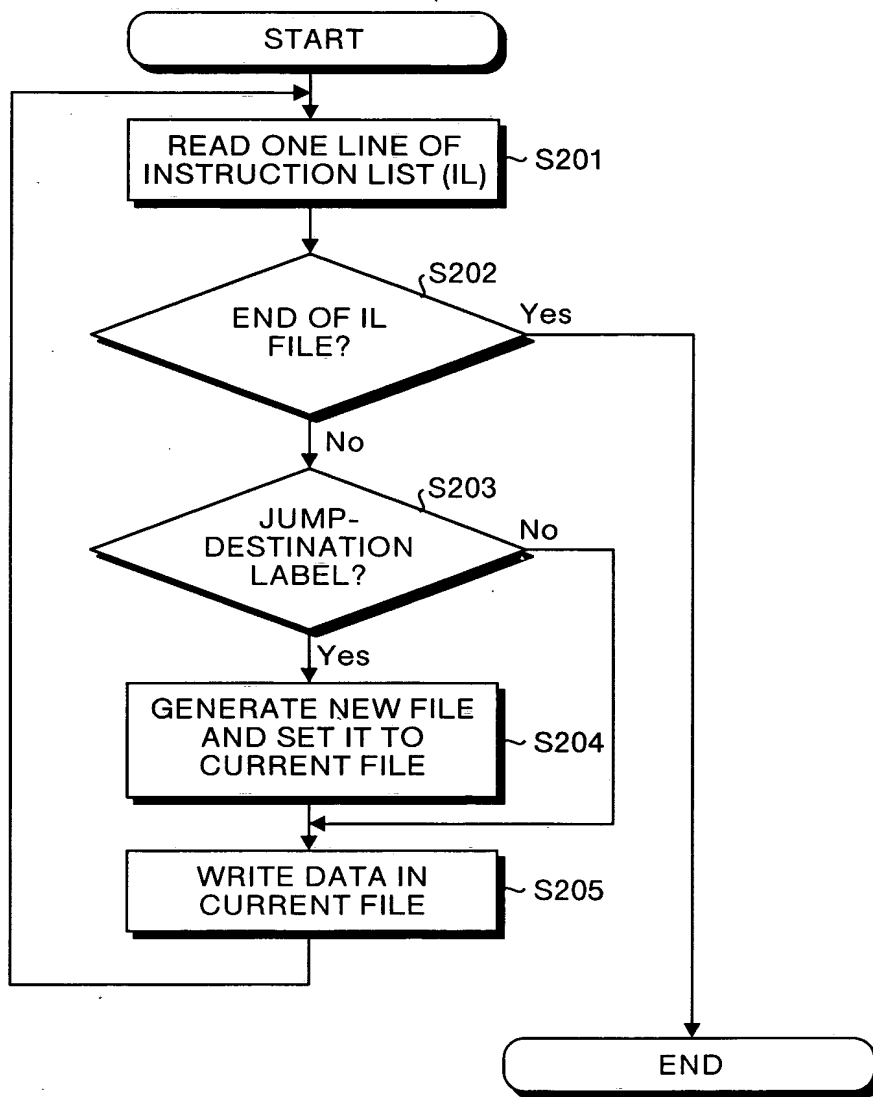 START
READ ONE LINE OF
INSTRUCTION LIST (IL)
S201
S202
END OF IL
FILE?
Yes
No
S203
JUMP-
DESTINATION
LABEL?
No
Yes
GENERATE NEW FILE
AND SET IT TO
CURRENT FILE
S204
WRITE DATA IN
CURRENT FILE
S205
END